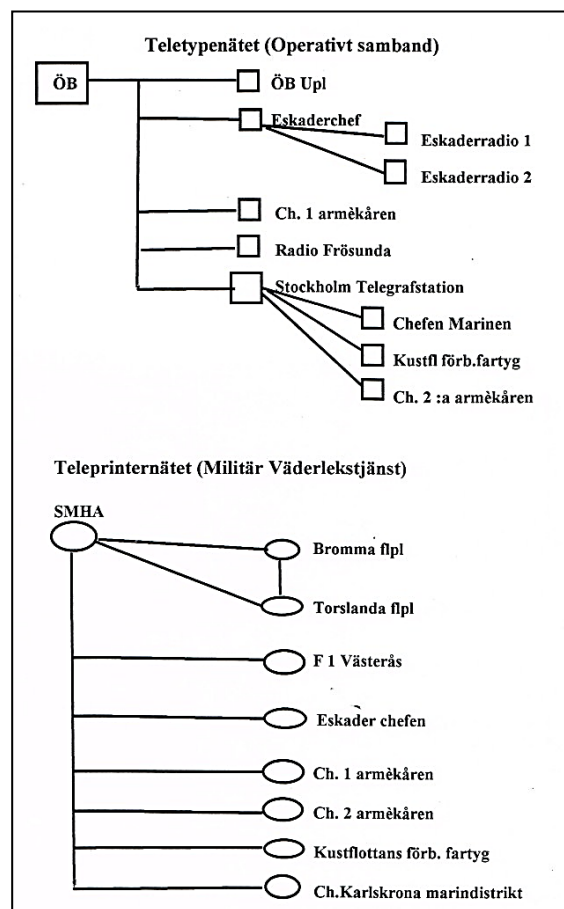 Teletypenätet (Operativt samband)
ÖB
ÖB Upl
Eskaderchef
Eskaderradio 1
Eskaderradio 2
Ch. 1 armèkåren
Radio Frösunda
Stockholm Telegrafstation
Chefen Marinen
Kustfl förb.fartyg
Ch. 2 :a armèkåren
Teleprinternätet (Militär Väderlekstjänst)
SMHA
Bromma flpl
Torslanda flpl
F 1 Västerås
Eskader chefen
Ch. 1 armèkåren
Ch. 2 armèkåren
Kustflottans förb. fartyg
Ch.Karlskrona marindistrikt